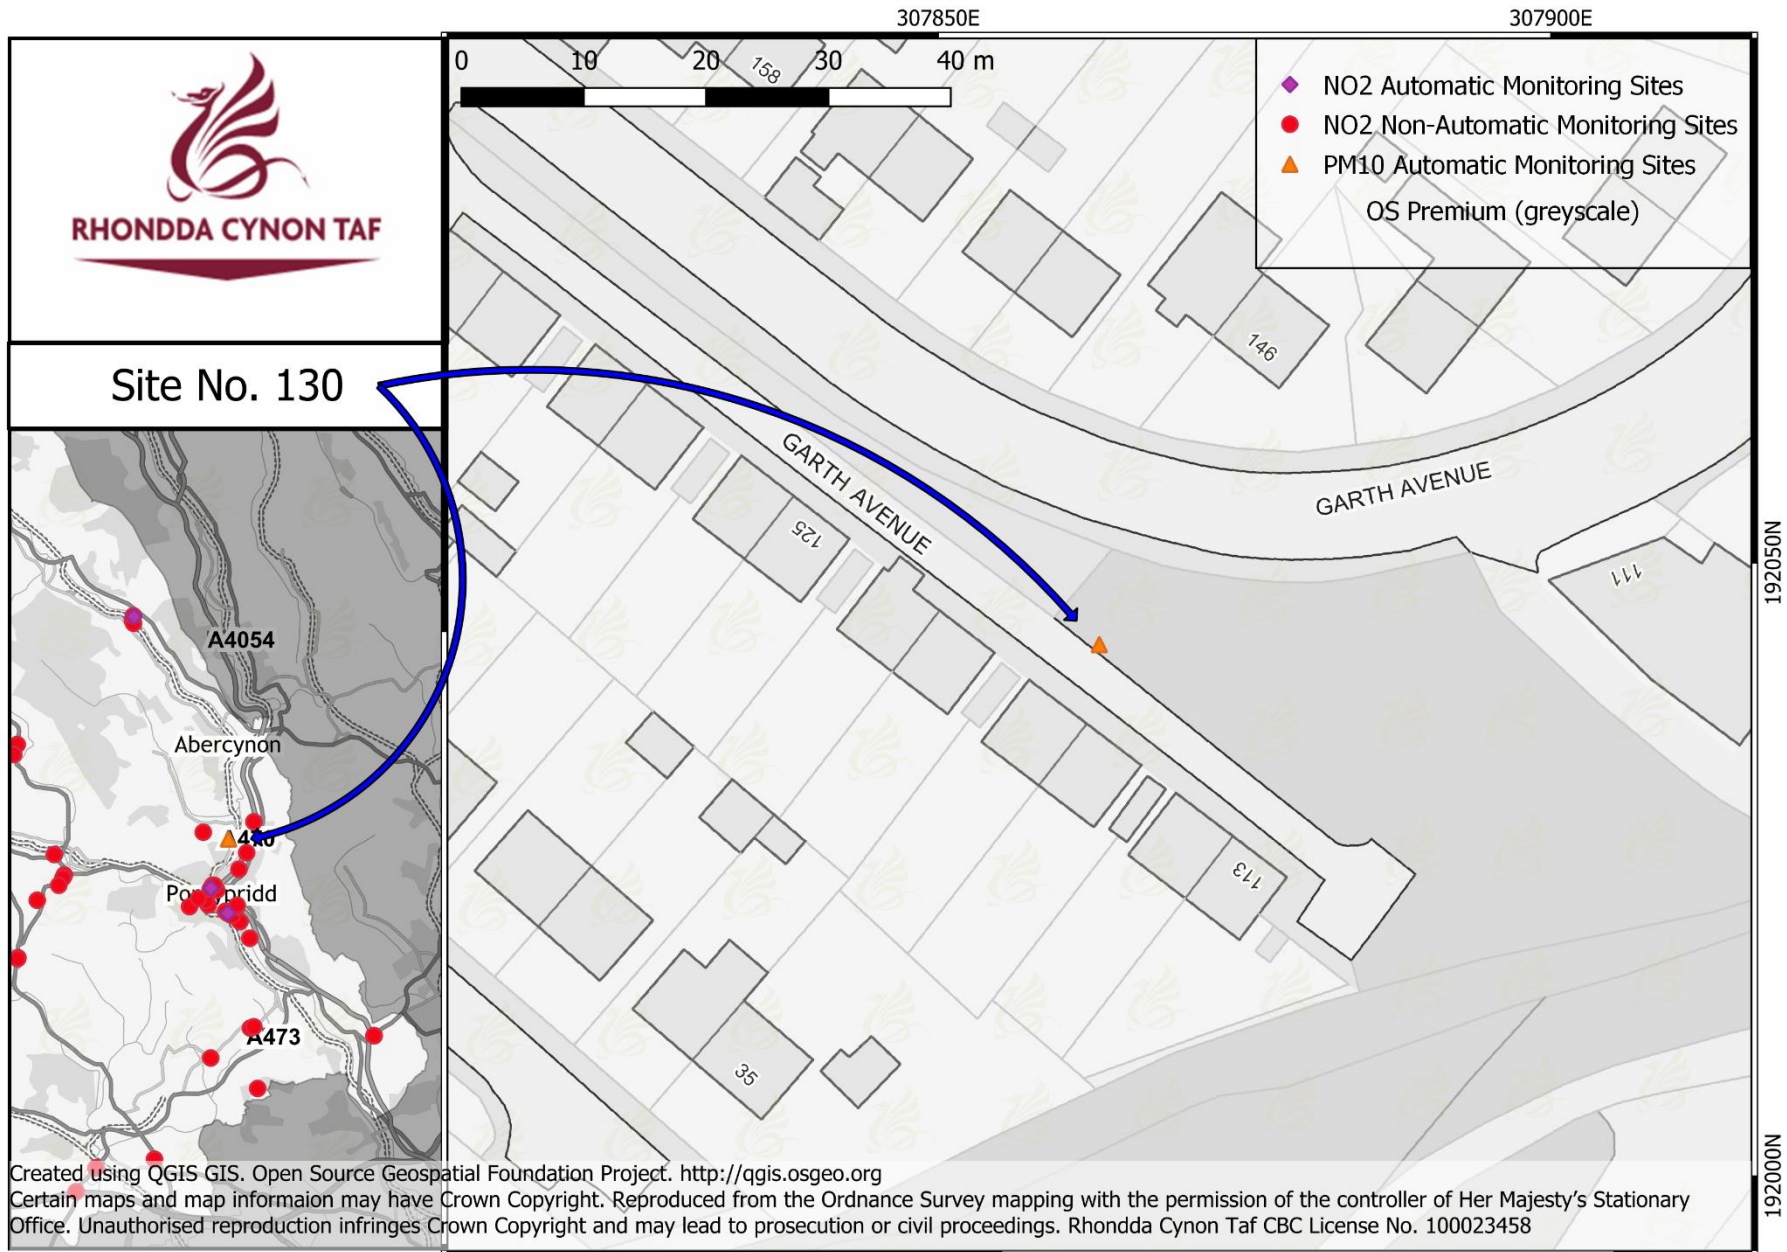 307850E
307900E
0 10 20 30 40 m
158
NO2 Automatic Monitoring Sites
NO2 Non-Automatic Monitoring Sites
PM10 Automatic Monitoring Sites
OS Premium (greyscale)
RHONDDA CYNON TAF
146
Site No. 130
GARTH AVENUE
GARTH AVENUE
125
111
192050N
A4054
Abercynon
113
A473
35
192000N
Created using QGIS GIS. Open Source Geospatial Foundation Project. http://qgis.osgeo.org
Certain maps and map informaion may have Crown Copyright. Reproduced from the Ordnance Survey mapping with the permission of the controller of Her Majesty's Stationary
Office. Unauthorised reproduction infringes Crown Copyright and may lead to prosecution or civil proceedings. Rhondda Cynon Taf CBC License No. 100023458